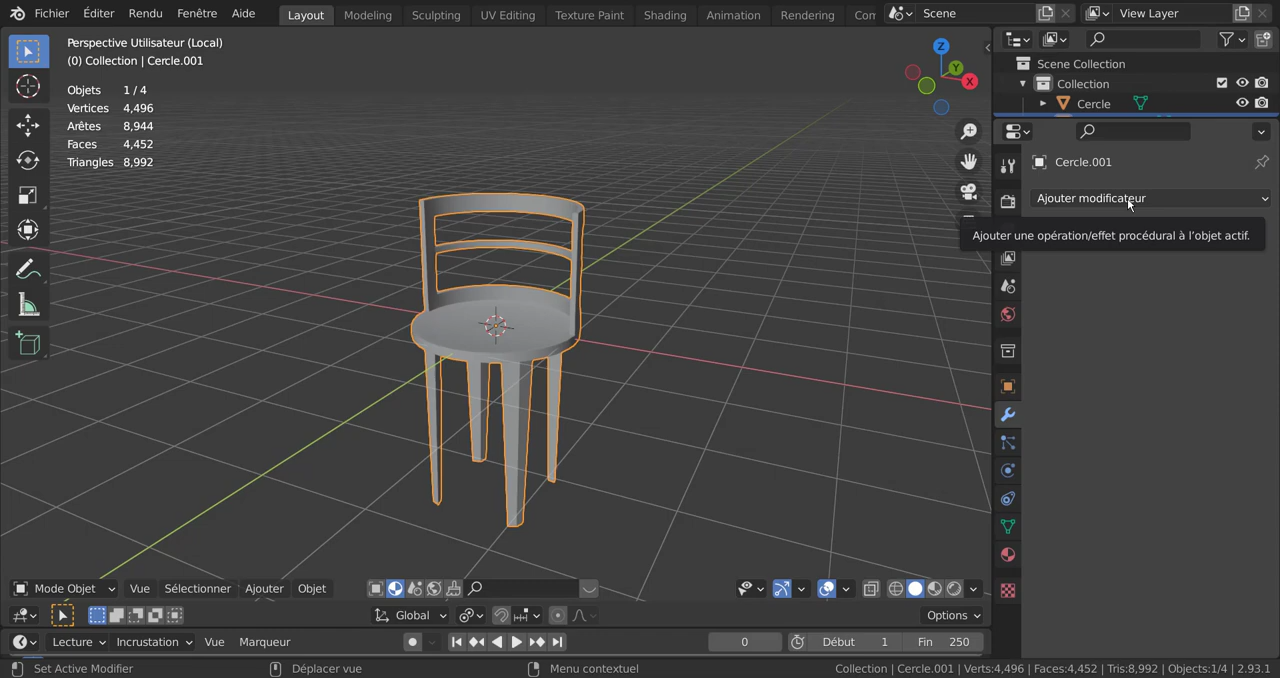 Fichier Éditer Rendu Fenêtre Aide Layout Modeling Sculpting UV Editing Texture Paint Shading Animation Rendering Com Scene View Layer
Perspective Utilisateur (Local)
(0) Collection | Cercle.001
Objets 1 / 4
Vertices 4,496
Arêtes 8,944
Faces 4,452
Triangles 8,992
Z
Y
X
Scene Collection
Collection
Cercle
Cercle.001
Ajouter modificateur
Ajouter une opération/effet procédural à l’objet actif.
Mode Objet Vue Sélectionner Ajouter Objet
Global Options
Lecture Incrustation Vue Marqueur 0 Début 1 Fin 250
Set Active Modifier Déplacer vue Menu contextuel Collection | Cercle.001 | Verts:4,496 | Faces:4,452 | Tris:8,992 | Objects:1/4 | 2.93.1